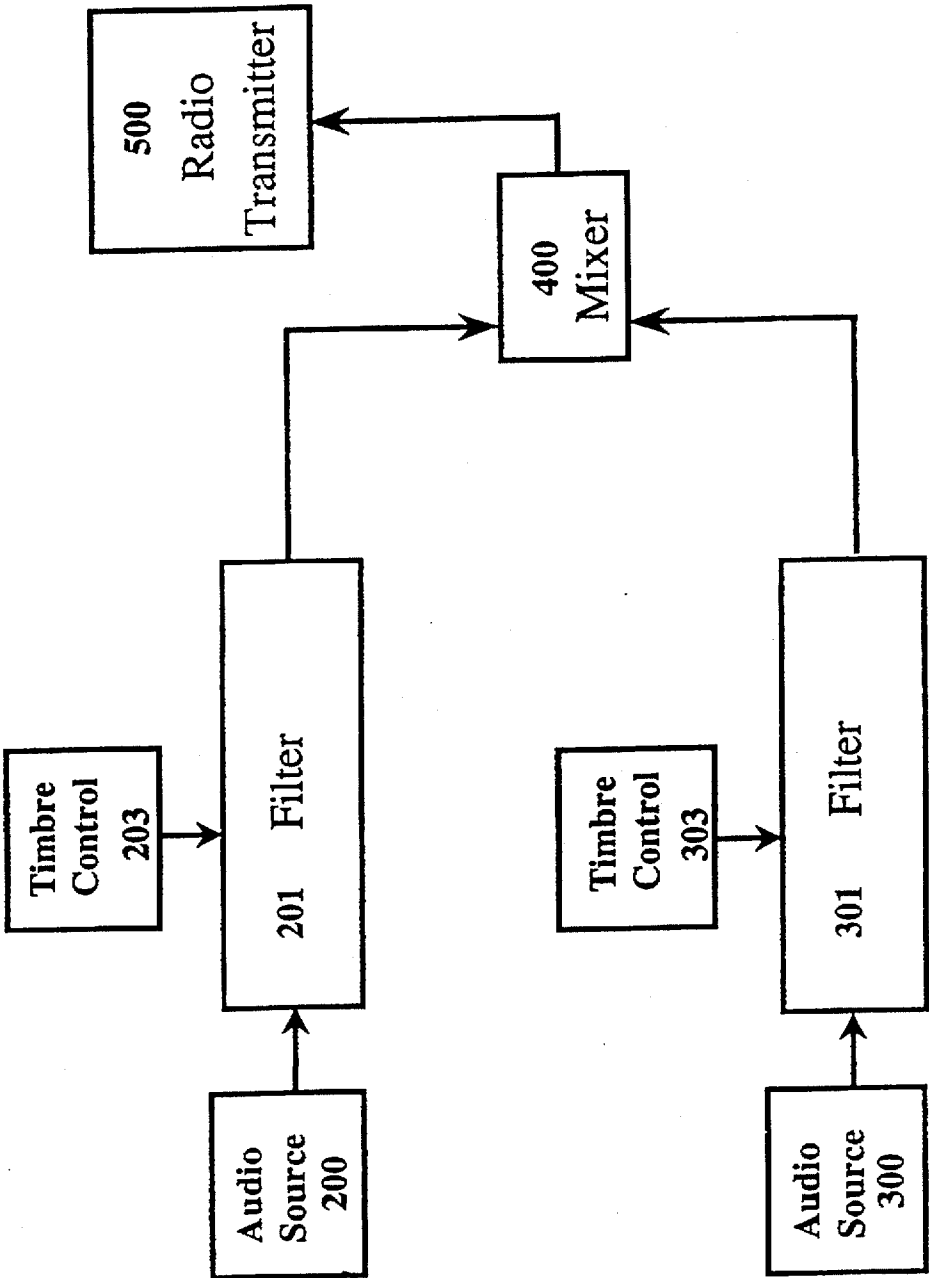 Timbre
Control
203
201 Filter
Audio
Source
200
Timbre
Control
303
301 Filter
Audio
Source
300
400
Mixer
500
Radio
Transmitter